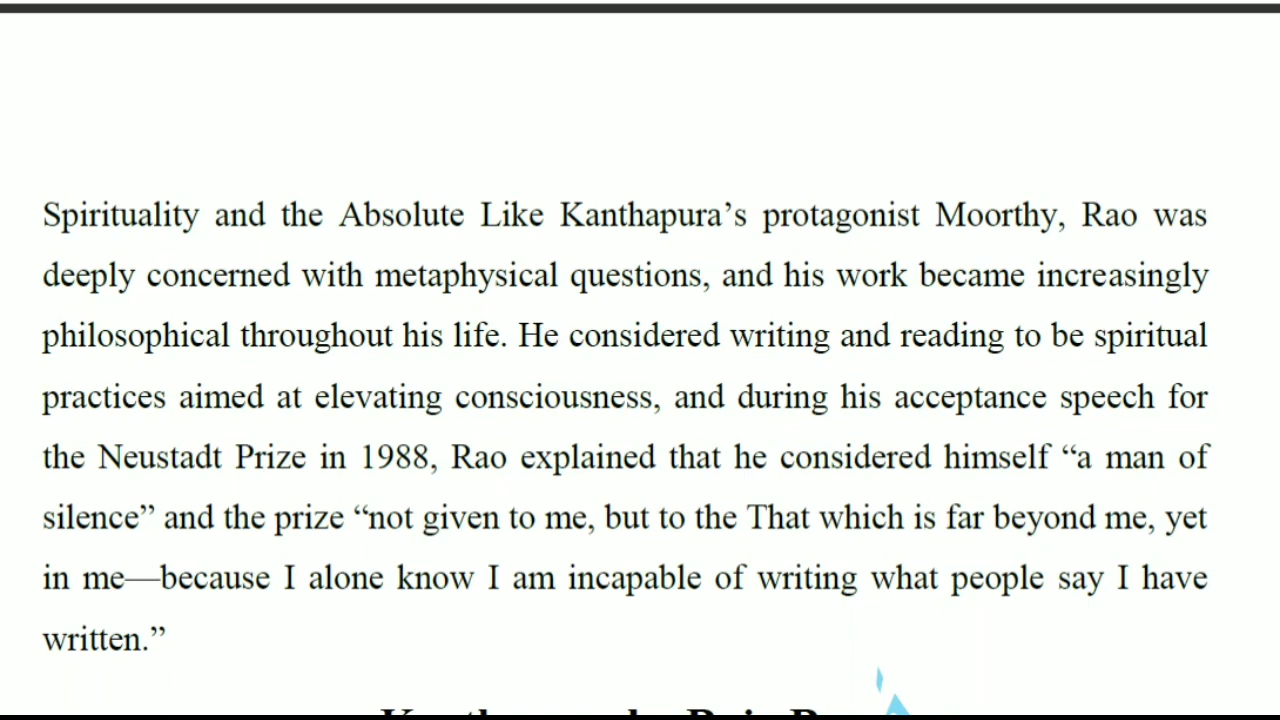 Spirituality and the Absolute Like Kanthapura’s protagonist Moorthy, Rao was
deeply concerned with metaphysical questions, and his work became increasingly
philosophical throughout his life. He considered writing and reading to be spiritual
practices aimed at elevating consciousness, and during his acceptance speech for
the Neustadt Prize in 1988, Rao explained that he considered himself “a man of
silence” and the prize “not given to me, but to the That which is far beyond me, yet
in me—because I alone know I am incapable of writing what people say I have
written.”